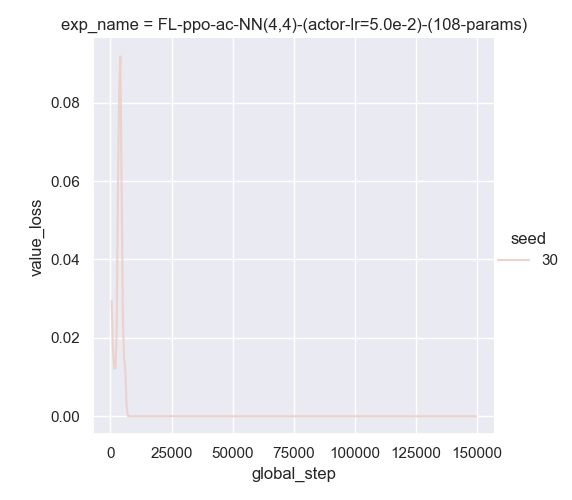 exp_name = FL-ppo-ac-NN(4,4)-(actor-lr=5.0e-2)-(108-params)
0.08
0.06
0.04
0.02
0.00
value_loss
0 25000 50000 75000 100000 125000 150000
global_step
seed
30